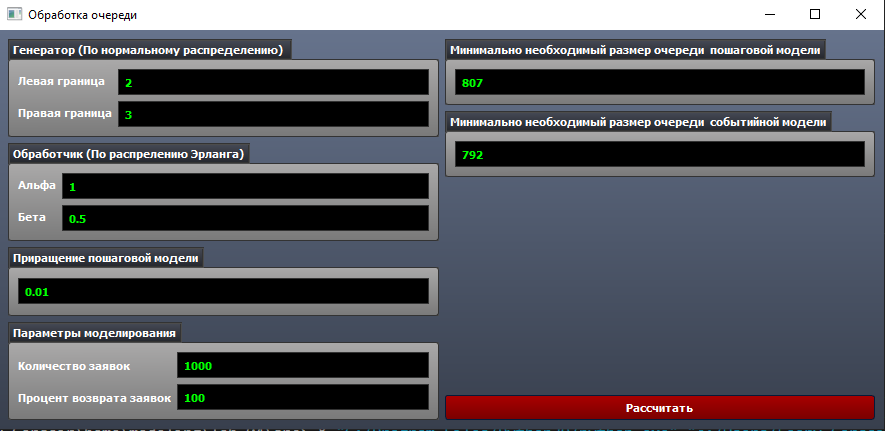 Обработка очереди
Генератор (По нормальному распределению)
Левая граница 2
Правая граница 3
Обработчик (По распрелению Эрланга)
Альфа 1
Бета 0.5
Приращение пошаговой модели
0.01
Параметры моделирования
Количество заявок 1000
Процент возврата заявок 100
Минимально необходимый размер очереди пошаговой модели
807
Минимально необходимый размер очереди событийной модели
792
Рассчитать